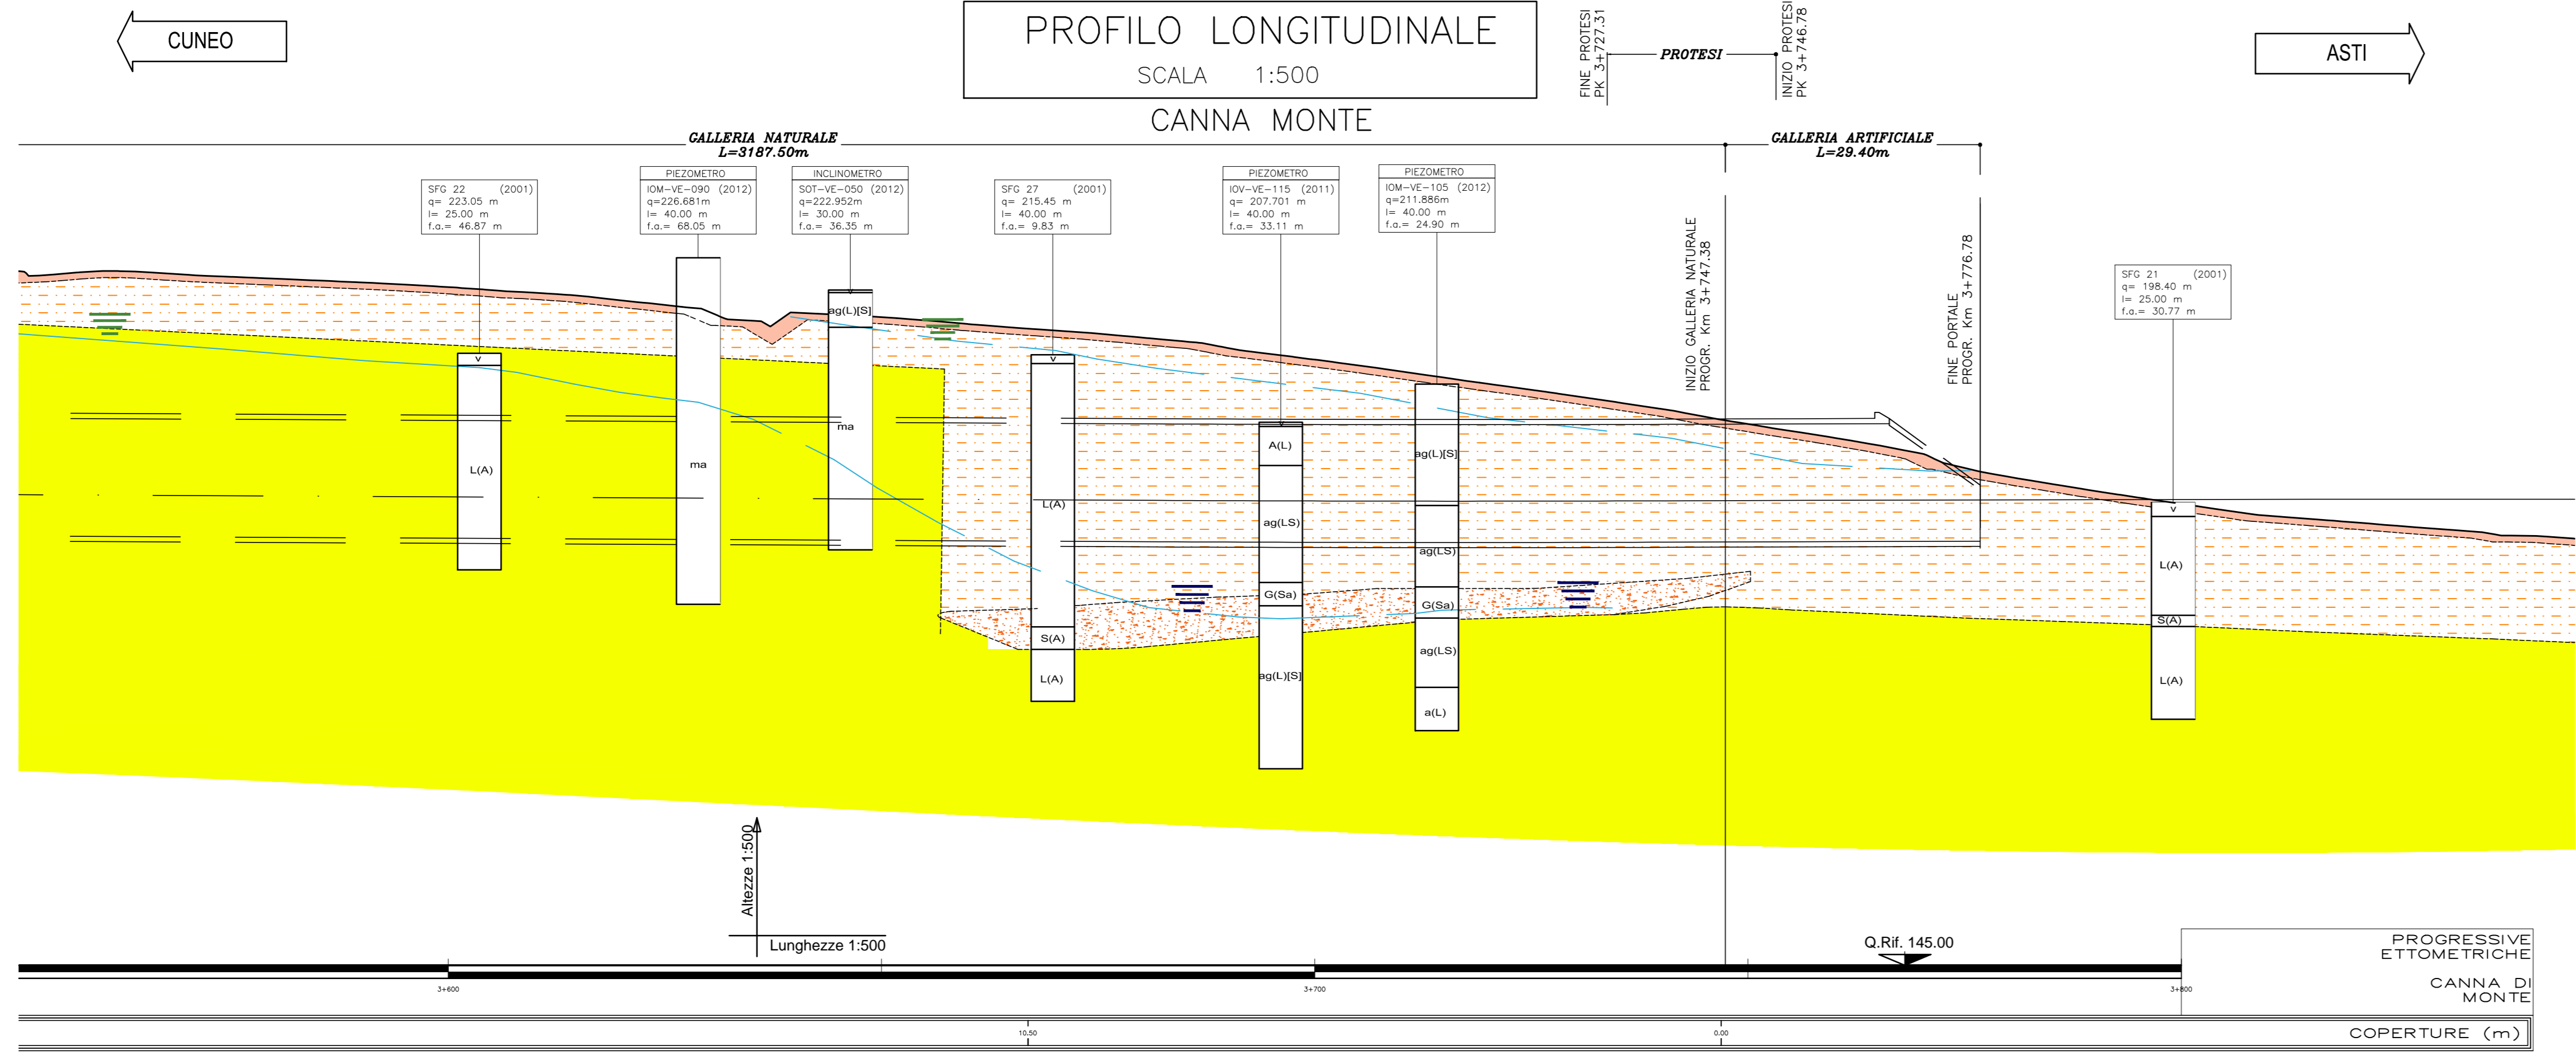 CUNEO
PROFILO LONGITUDINALE
SCALA 1:500
CANNA MONTE
FINE PROTESI
PK 3+727.31
PROTESI
INIZIO PROTESI
PK 3+746.78
ASTI
GALLERIA NATURALE
L=3187.50m
GALLERIA ARTIFICIALE
L=29.40m
SFG 22 (2001)
q= 223.05 m
l= 25.00 m
f.a.= 46.87 m
PIEZOMETRO
IOM-VE-090 (2012)
q=226.681m
l= 40.00 m
f.a.= 68.05 m
INCLINOMETRO
SOT-VE-050 (2012)
q=222.952m
l= 30.00 m
f.a.= 36.35 m
SFG 27 (2001)
q= 215.45 m
l= 40.00 m
f.a.= 9.83 m
PIEZOMETRO
IOV-VE-115 (2011)
q= 207.701 m
l= 40.00 m
f.a.= 33.11 m
PIEZOMETRO
IOM-VE-105 (2012)
q=211.886m
l= 40.00 m
f.a.= 24.90 m
INIZIO GALLERIA NATURALE
PROGR. Km 3+747.38
FINE PORTALE
PROGR. Km 3+776.78
SFG 21 (2001)
q= 198.40 m
l= 25.00 m
f.a.= 30.77 m
v
L(A)
ma
v
ag(L)[S]
ma
v
L(A)
S(A)
L(A)
v
A(L)
ag(LS)
G(Sa)
ag(L)[S]
ag(L)[S]
ag(LS)
G(Sa)
ag(LS)
a(L)
v
L(A)
S(A)
L(A)
Altezze 1:500
Lunghezze 1:500
Q.Rif. 145.00
PROGRESSIVE
ETTOMETRICHE
CANNA DI
MONTE
3+600
3+700
3+800
10.50
0.00
COPERTURE (m)